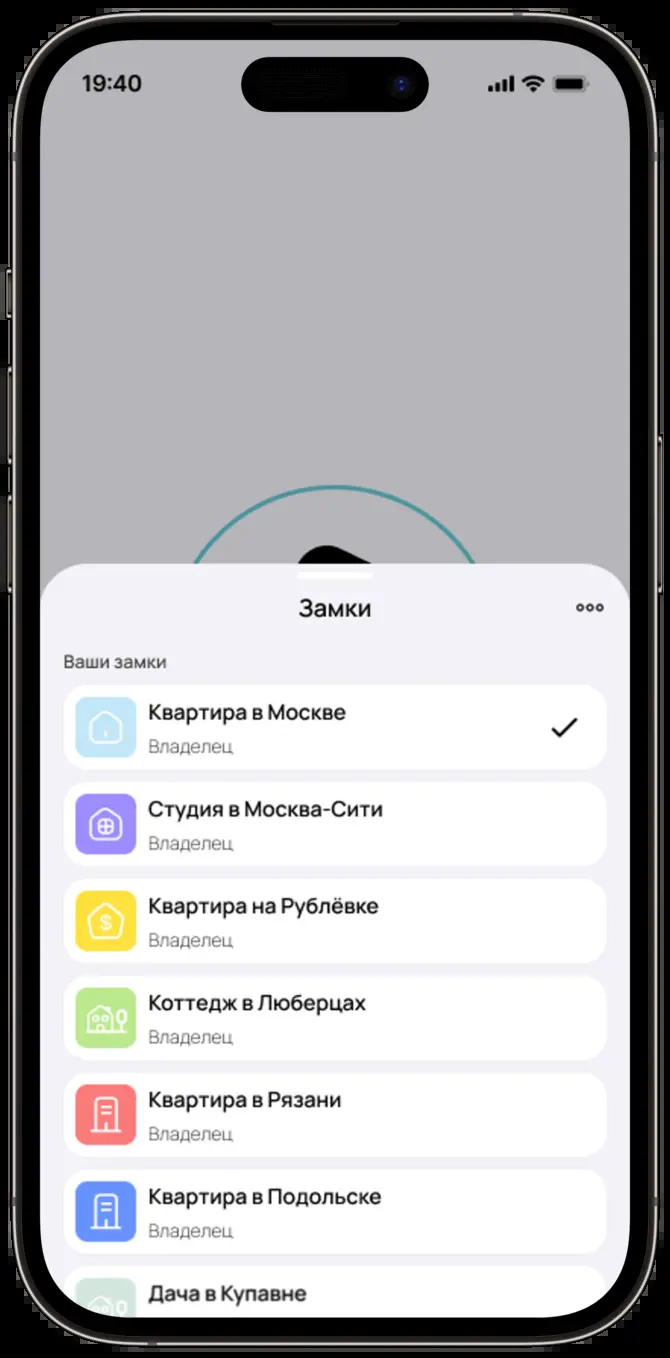 19:40
Замки
Ваши замки
Квартира в Москве
Владелец
Студия в Москва-Сити
Владелец
$
Квартира на Рублёвке
Владелец
Коттедж в Люберцах
Владелец
Квартира в Рязани
Владелец
Квартира в Подольске
Владелец
Дача в Купавне